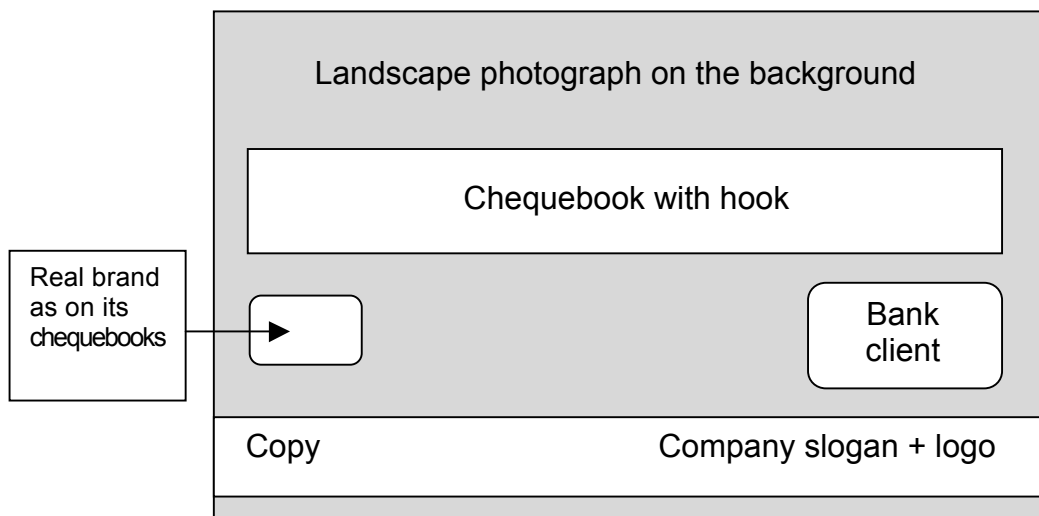 Landscape photograph on the background
Chequebook with hook
Real brand
as on its
chequebooks
Bank
client
Copy
Company slogan + logo